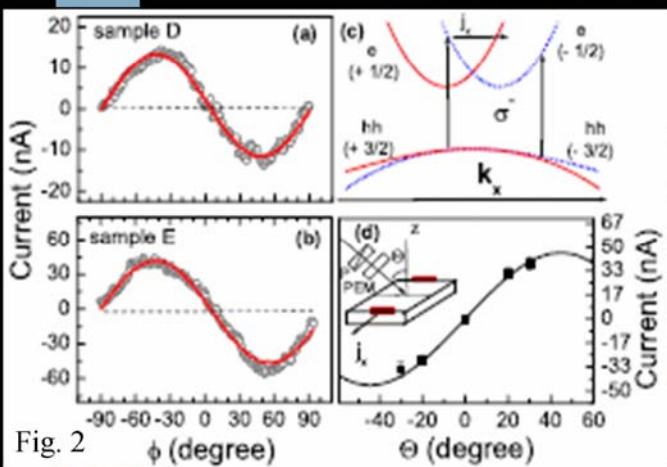 sample D (a)
20
10
0
-10
-20
sample E (b)
60
30
0
-30
-60
Current (nA)
-90 -60 -30 0 30 60 90
ϕ (degree)
(c)
e
(+ 1/2)
j
e
(- 1/2)
σ⁻
hh
(+ 3/2)
hh
(- 3/2)
kₓ
(d)
z
Θ
PEM
jₓ
67
50
33
17
0
-17
-33
-50
Current (nA)
-40 -20 0 20 40 60
Θ (degree)
Fig. 2